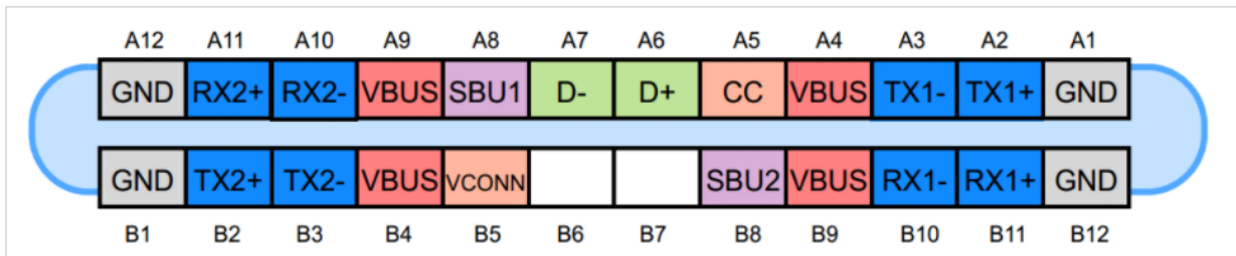 A12 A11 A10 A9 A8 A7 A6 A5 A4 A3 A2 A1
GND RX2+ RX2- VBUS SBU1 D- D+ CC VBUS TX1- TX1+ GND
GND TX2+ TX2- VBUS VCONN SBU2 VBUS RX1- RX1+ GND
B1 B2 B3 B4 B5 B6 B7 B8 B9 B10 B11 B12